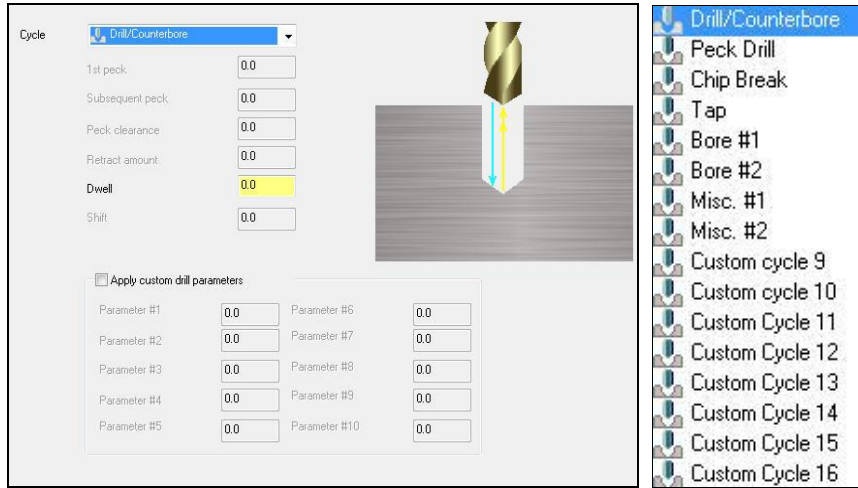 Cycle Drill/Counterbore
1st peck 0.0
Subsequent peck 0.0
Peck clearance 0.0
Retract amount 0.0
Dwell 0.0
Shift 0.0
Apply custom drill parameters
Parameter #1 0.0 Parameter #6 0.0
Parameter #2 0.0 Parameter #7 0.0
Parameter #3 0.0 Parameter #8 0.0
Parameter #4 0.0 Parameter #9 0.0
Parameter #5 0.0 Parameter #10 0.0
Drill/Counterbore
Peck Drill
Chip Break
Tap
Bore #1
Bore #2
Misc. #1
Misc. #2
Custom cycle 9
Custom cycle 10
Custom Cycle 11
Custom Cycle 12
Custom Cycle 13
Custom Cycle 14
Custom Cycle 15
Custom Cycle 16